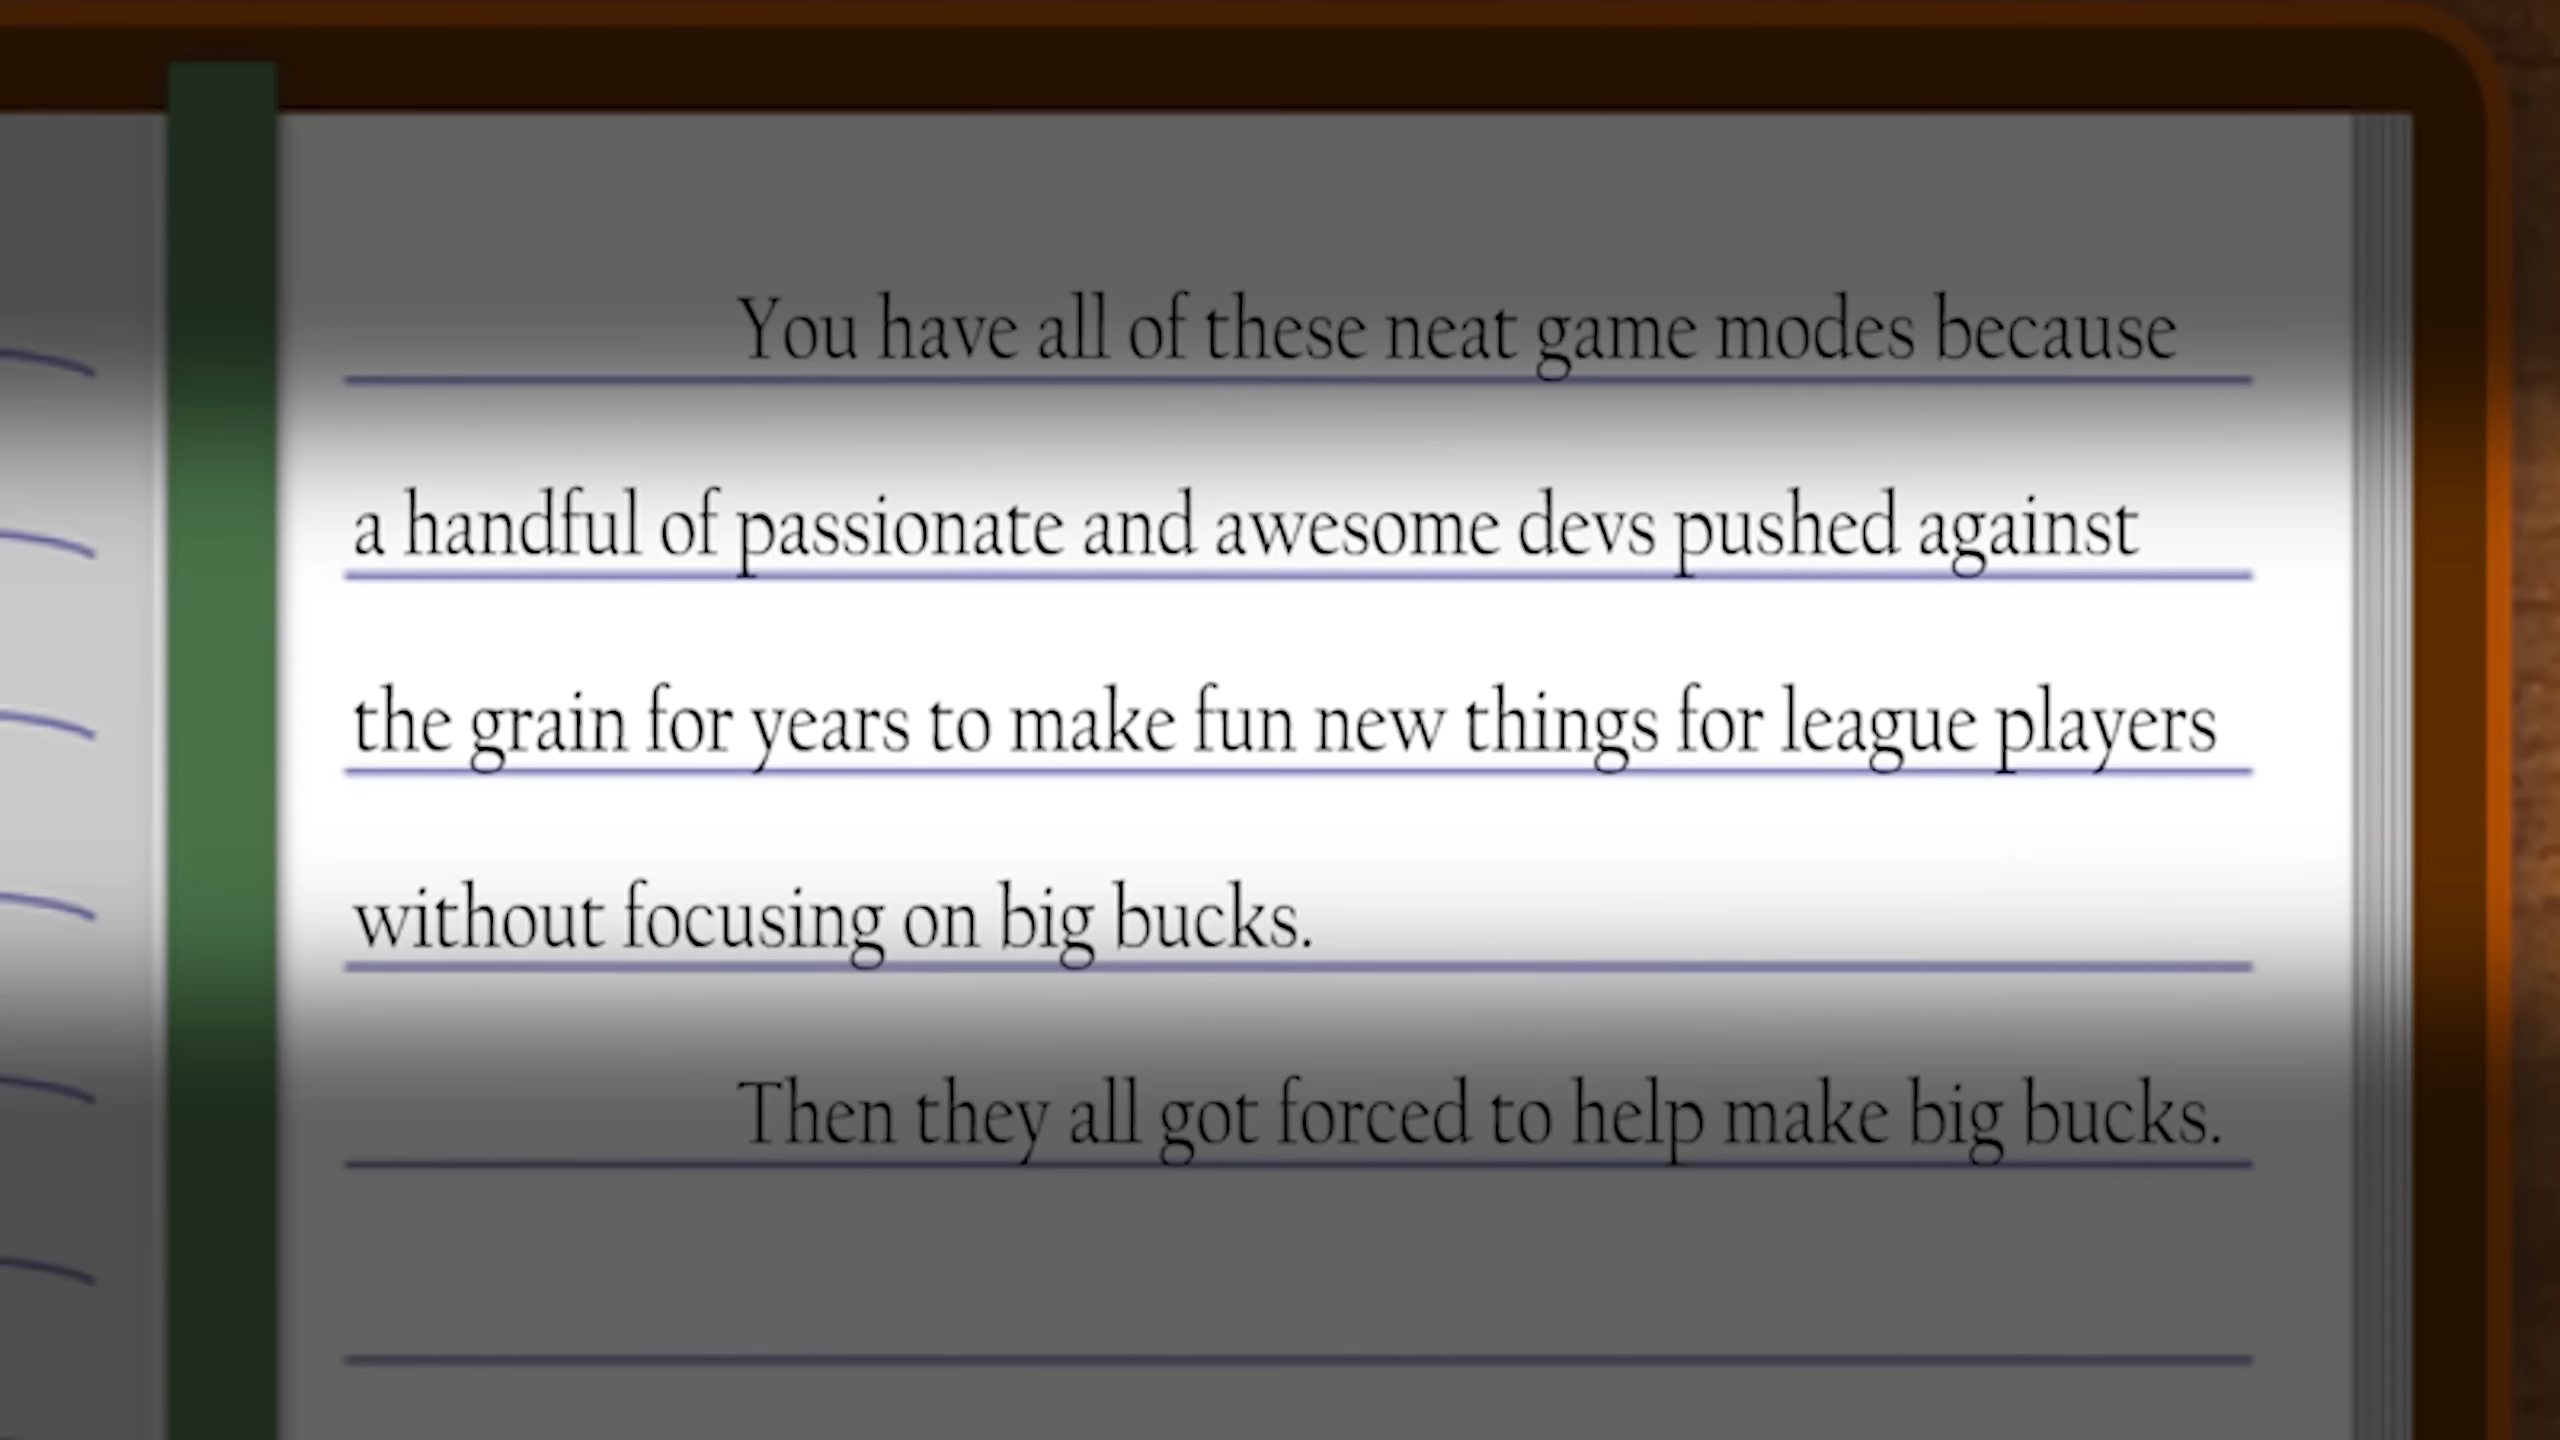 You have all of these neat game modes because
a handful of passionate and awesome devs pushed against
the grain for years to make fun new things for league players
without focusing on big bucks.
Then they all got forced to help make big bucks.